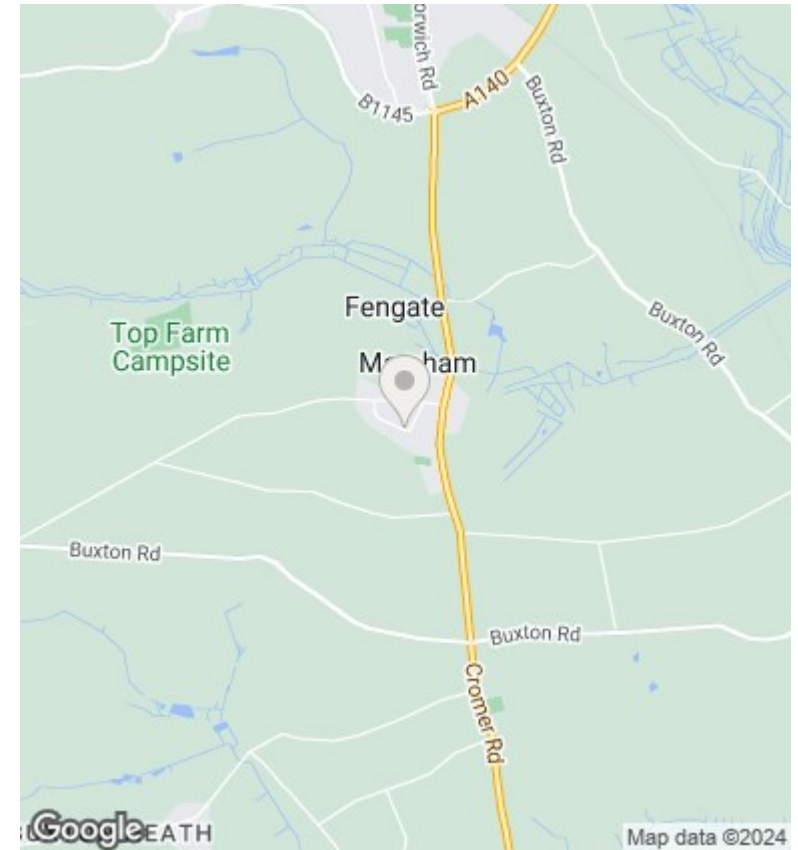 orwich Rd
A140
B1145
Buxton Rd
Fengate
Buxton Rd
Top Farm
Campsite
Buxton Rd
Buxton Rd
Cromer Rd
EATH
Google
Map data ©2024